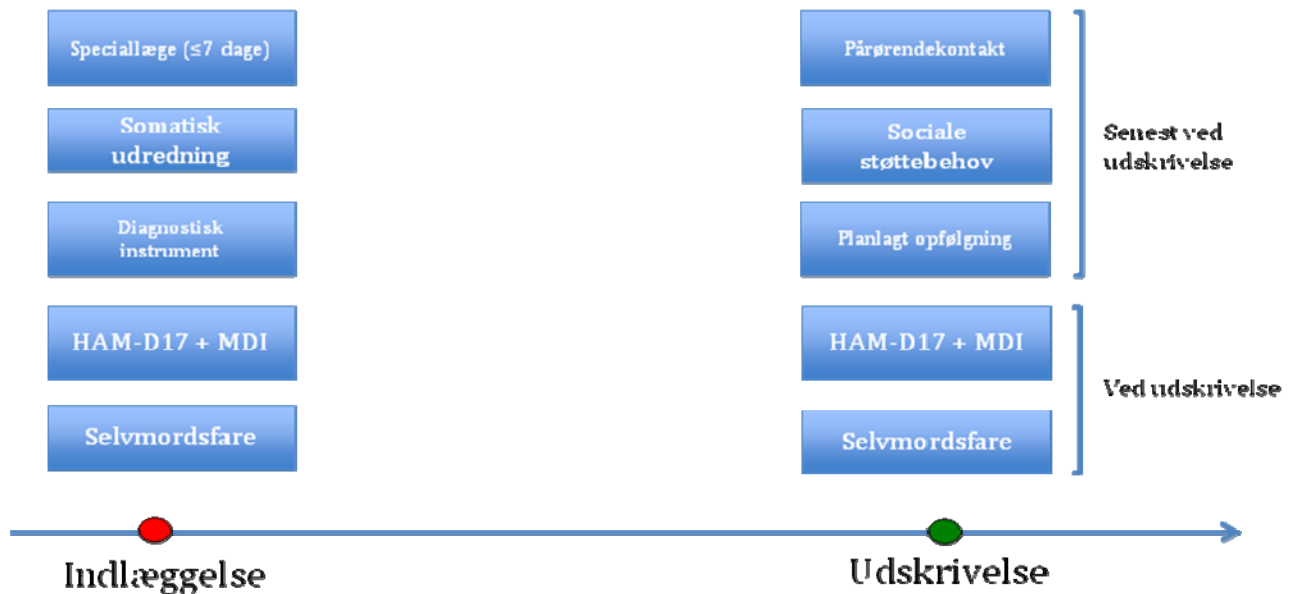 Speciallæge (≤7 dage)
Somatisk
udredning
Diagnostisk
instrument
HAM-D17 + MDI
Selvmordsfare
Pårørendekontakt
Sociale
støttebehov
Planlagt opfølgning
HAM-D17 + MDI
Selvmordsfare
Senest ved
udskrivelse
Ved udskrivelse
Indlæggelse
Udskrivelse